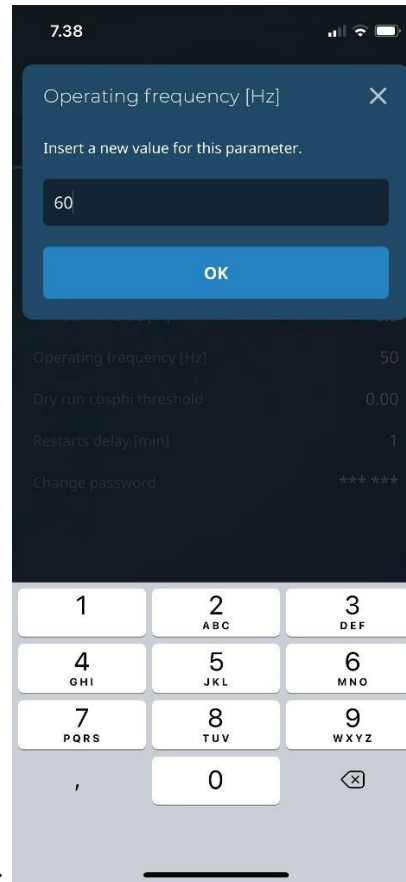 7.38
Operating frequency [Hz]
Insert a new value for this parameter.
60
OK
Operating frequency [Hz] 50
Dry run cosphi threshold 0.00
Restarts delay [min] 1
Change password *** ***
1
2
ABC
3
DEF
4
GHI
5
JKL
6
MNO
7
PQRS
8
TUV
9
WXYZ
,
0